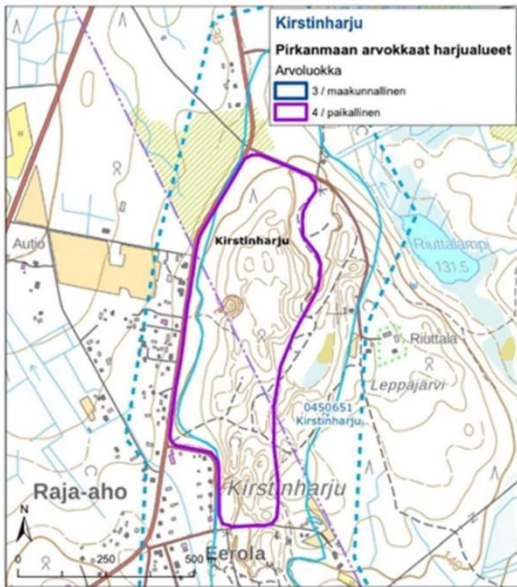 Kirstinharju
Pirkanmaan arvokkaat harjualueet
Arvoluokka
3 / maakunnallinen
4 / paikallinen
Autio
Kirstinharju
Riuttalampi
131.5
Riuttala
Leppäjärvi
0450651
Kirstinharju
Raja-aho
Kirstinharju
N
0 250 500
Eerola
140